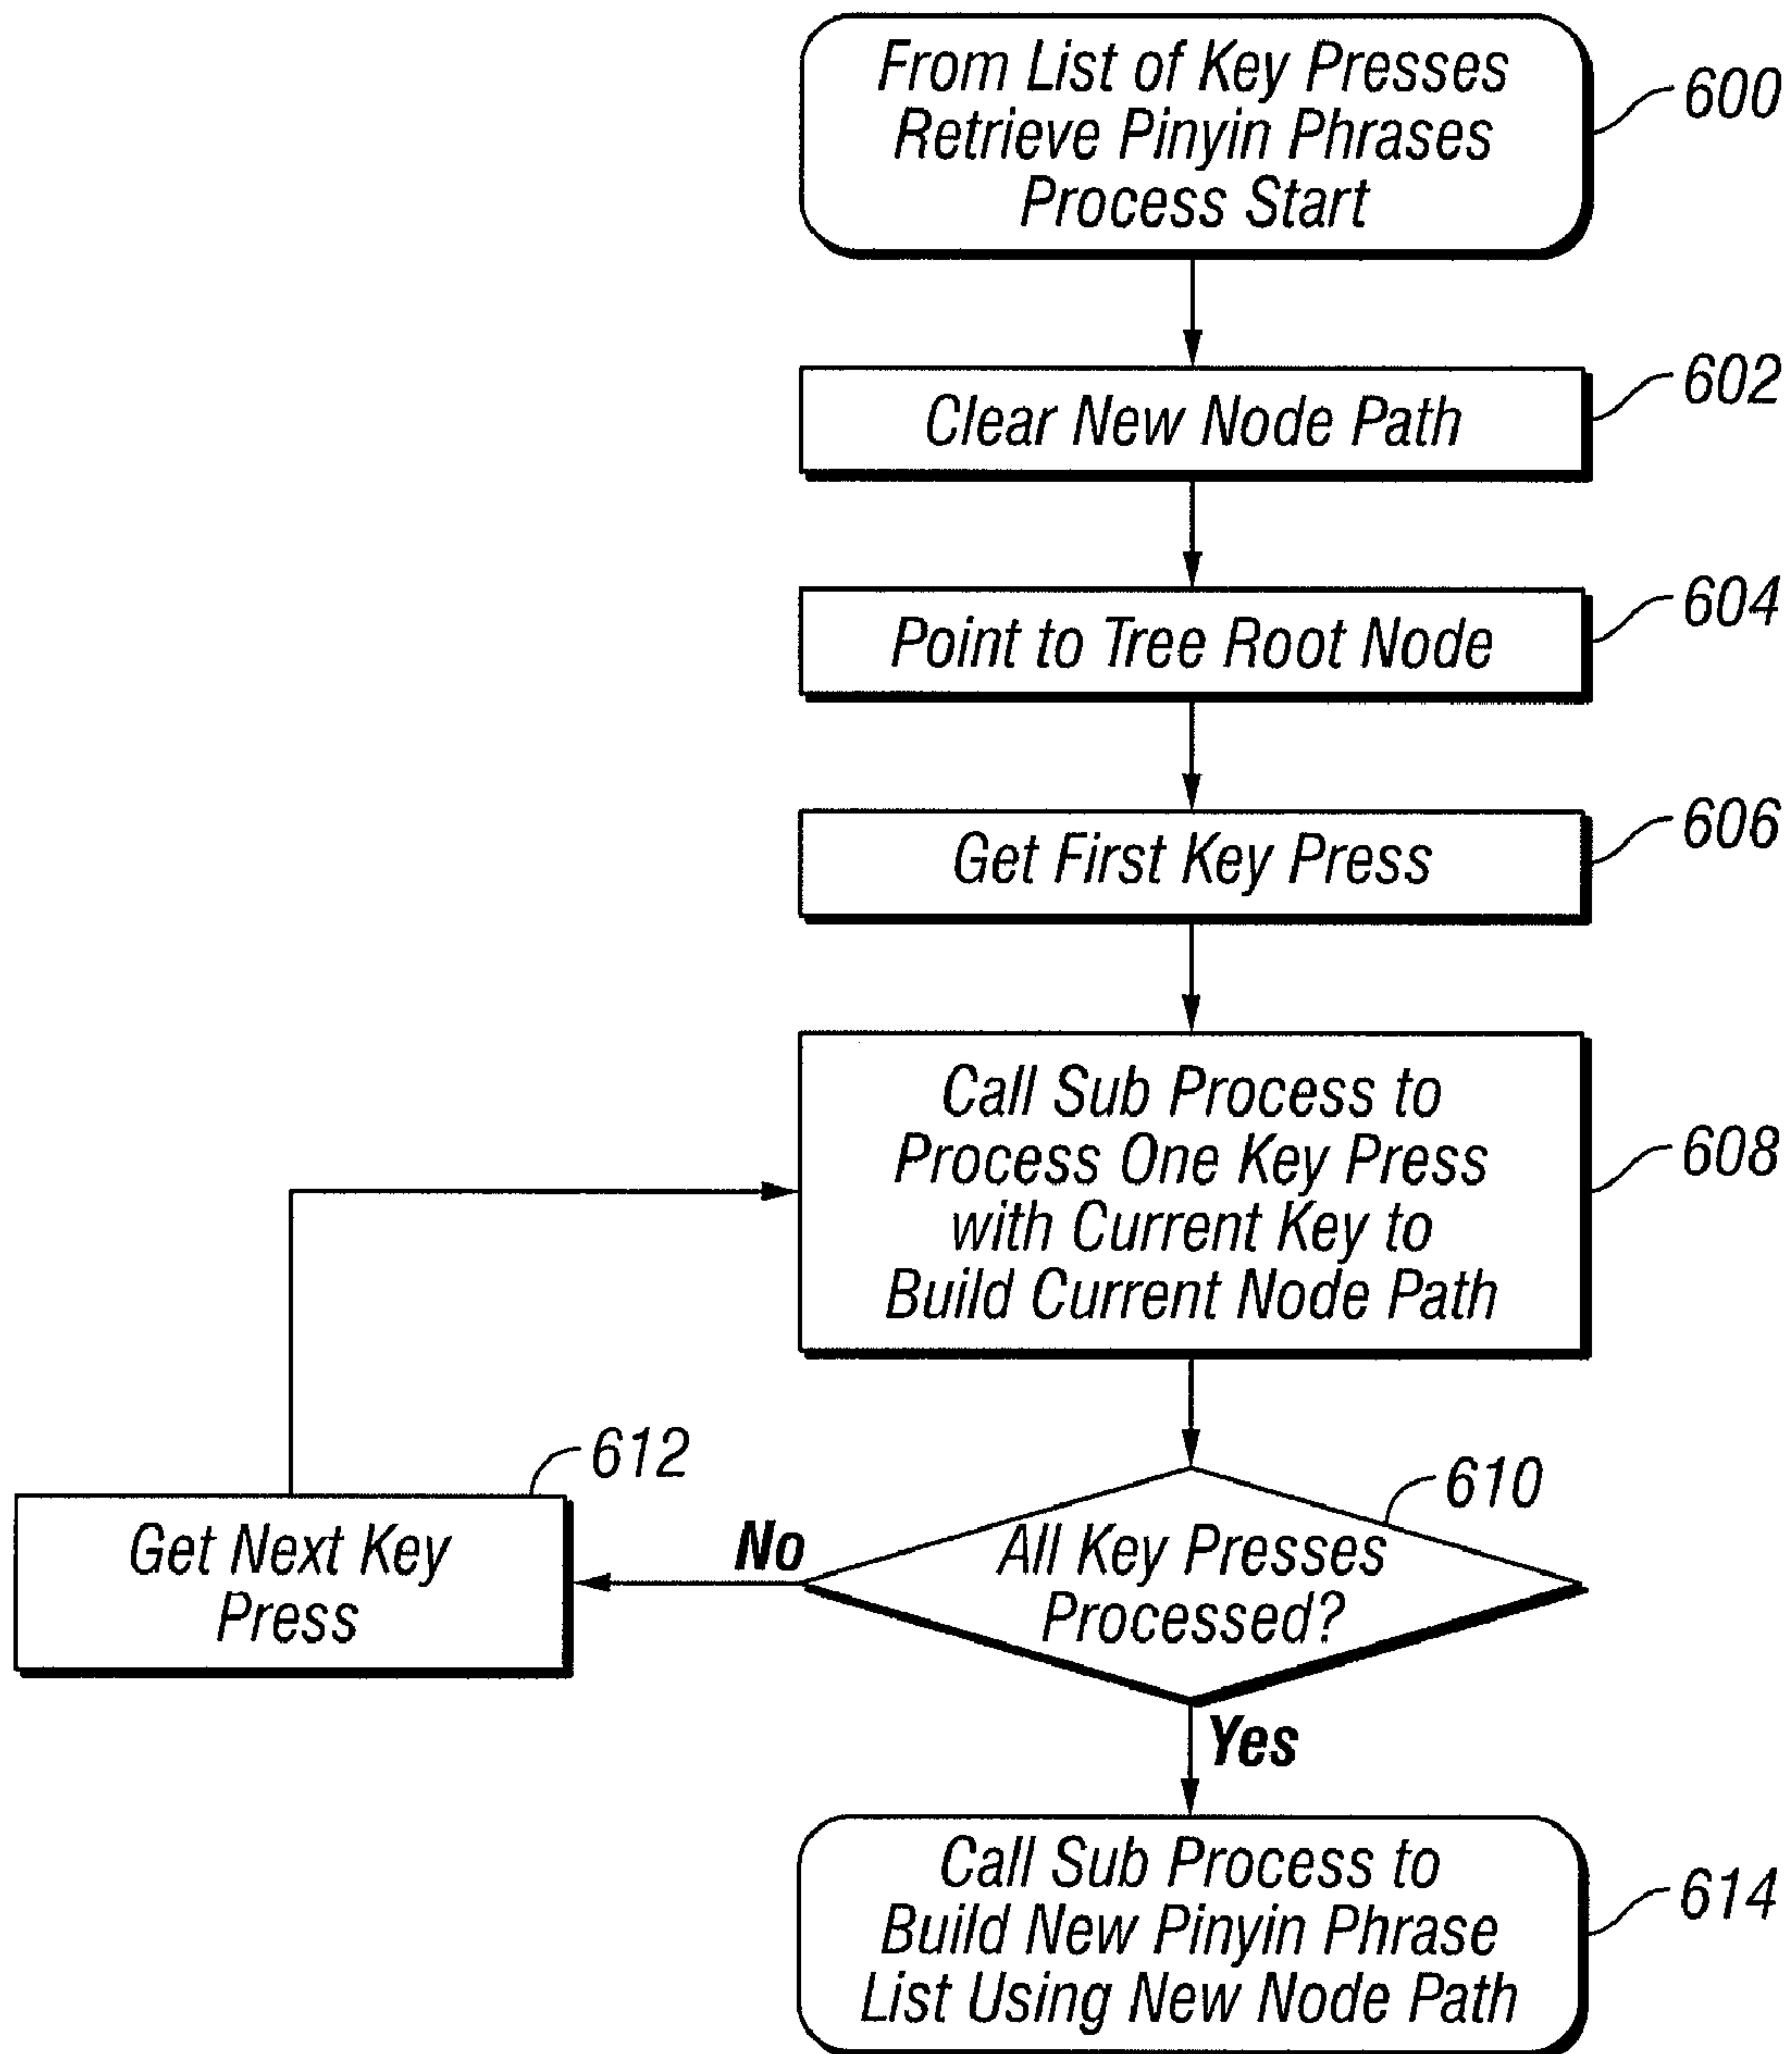 From List of Key Presses
Retrieve Pinyin Phrases
Process Start
600
Clear New Node Path
602
Point to Tree Root Node
604
Get First Key Press
606
Call Sub Process to
Process One Key Press
with Current Key to
Build Current Node Path
608
All Key Presses
Processed?
610
No
Get Next Key
Press
612
Yes
Call Sub Process to
Build New Pinyin Phrase
List Using New Node Path
614